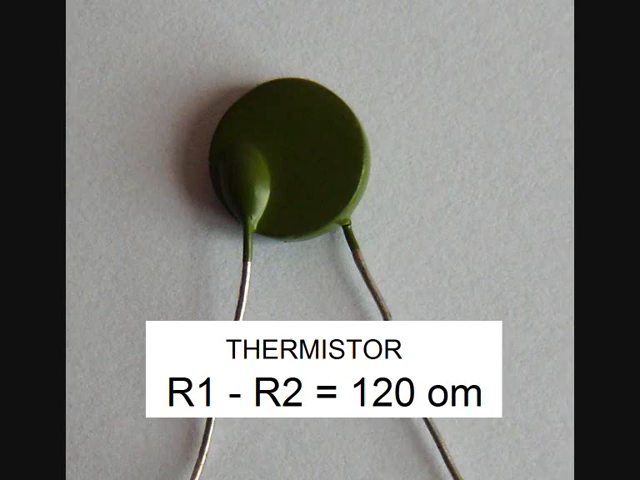 THERMISTOR
R1 - R2 = 120 om